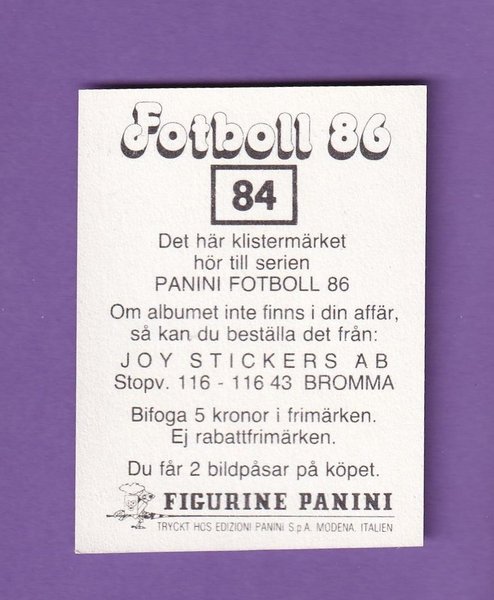 Fotboll 86
84
Det här klistermärket
hör till serien
PANINI FOTBOLL 86
Om albumet inte finns i din affär,
så kan du beställa det från:
JOY STICKERS AB
Stopv. 116 - 116 43 BROMMA
Bifoga 5 kronor i frimärken.
Ej rabattfrimärken.
Du får 2 bildpåsar på köpet.
FIGURINE PANINI
TRYCKT HOS EDIZIONI PANINI S.p.A. MODENA. ITALIEN